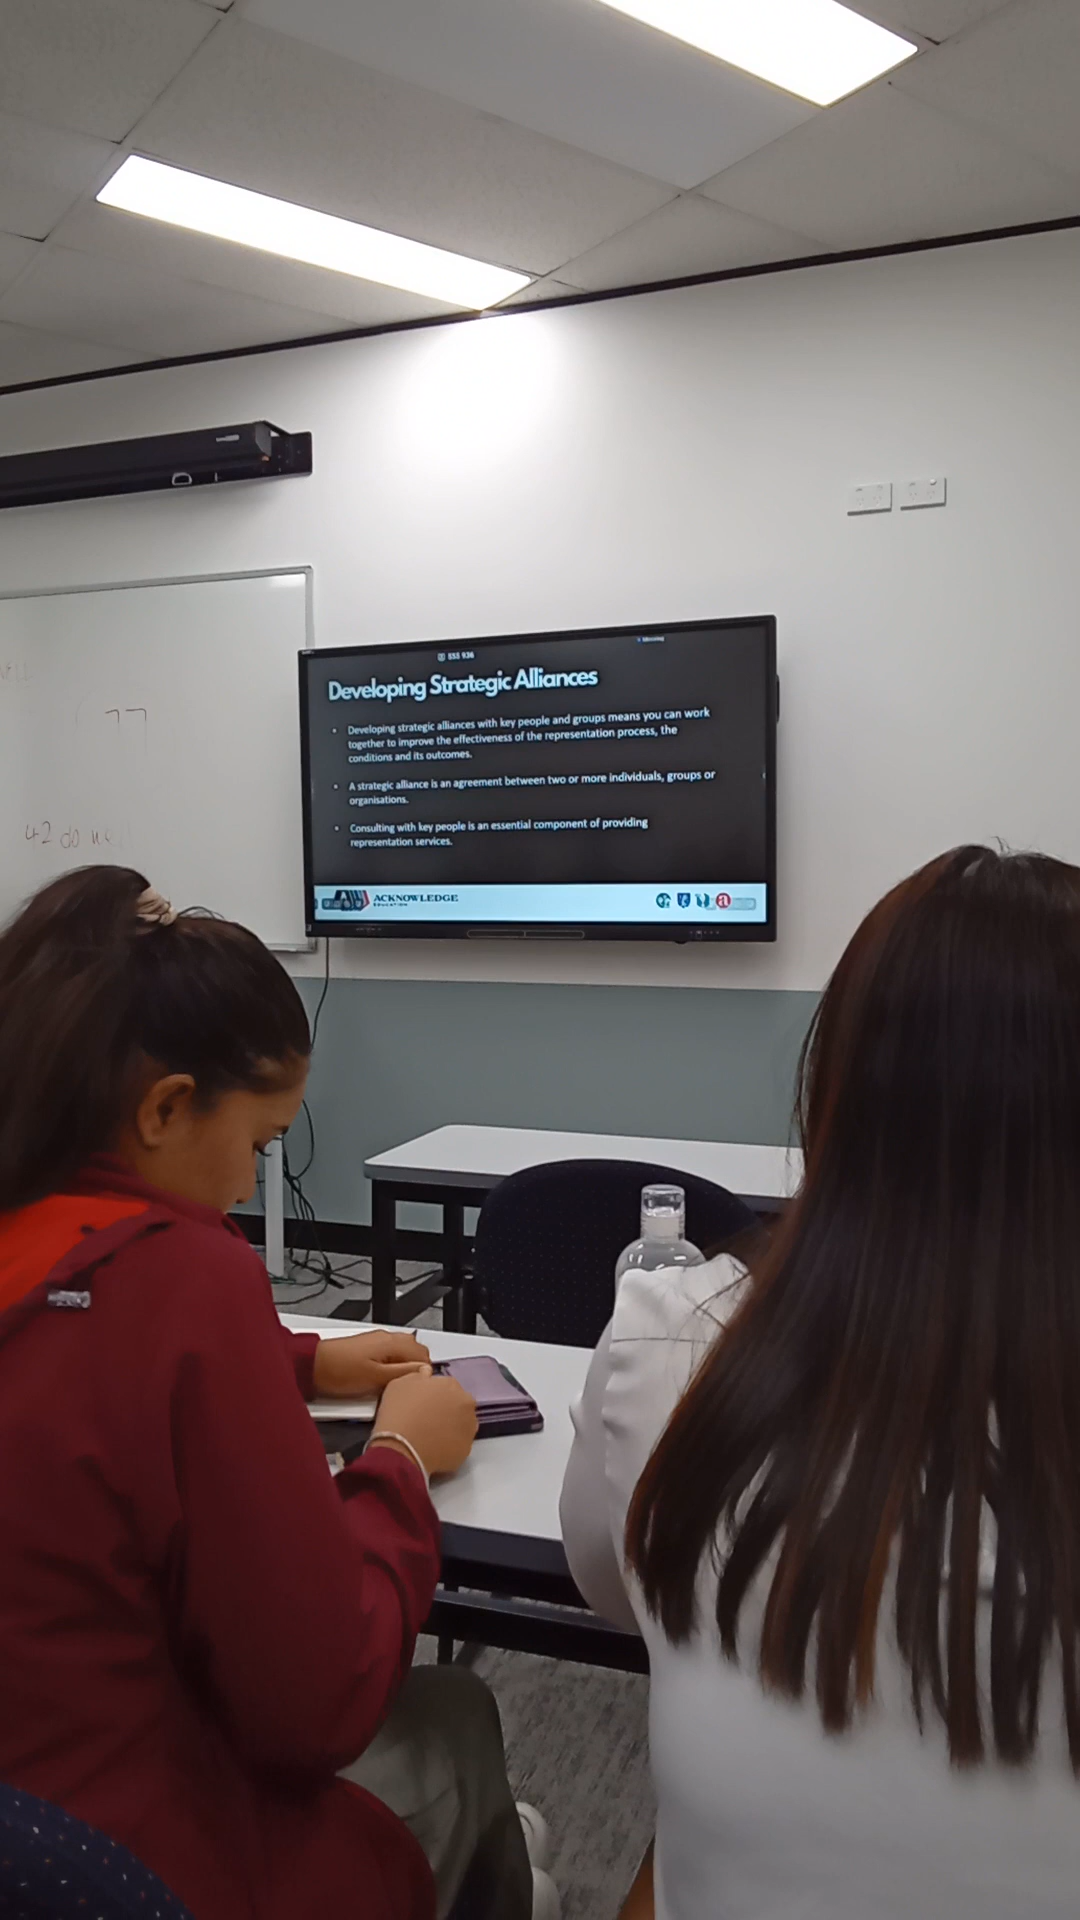 555 936
Developing Strategic Alliances
• Developing strategic alliances with key people and groups means you can work
together to improve the effectiveness of the representation process, the
conditions and its outcomes.
• A strategic alliance is an agreement between two or more individuals, groups or
organisations.
• Consulting with key people is an essential component of providing
representation services.
ACKNOWLEDGE
EDUCATION
a
42 do